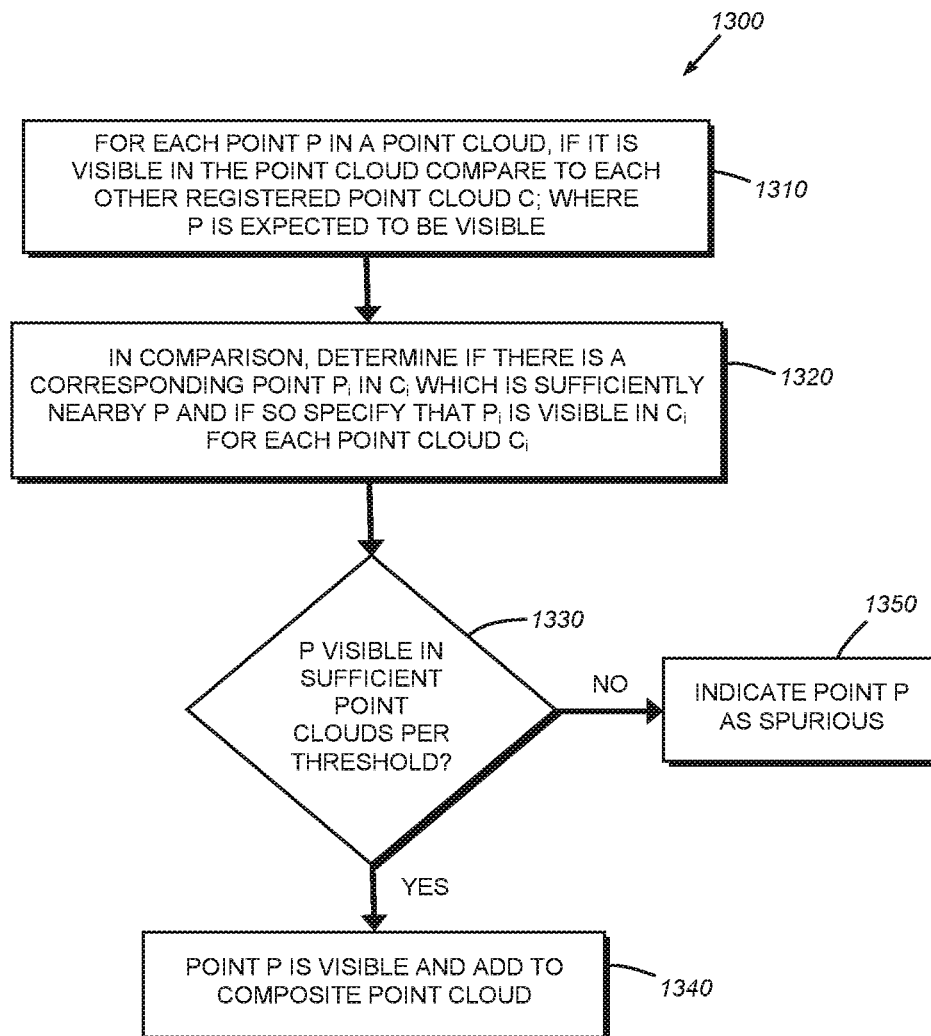 1300
FOR EACH POINT P IN A POINT CLOUD, IF IT IS
VISIBLE IN THE POINT CLOUD COMPARE TO EACH
OTHER REGISTERED POINT CLOUD Cᵢ WHERE
P IS EXPECTED TO BE VISIBLE
1310
IN COMPARISON, DETERMINE IF THERE IS A
CORRESPONDING POINT Pᵢ IN Cᵢ WHICH IS SUFFICIENTLY
NEARBY P AND IF SO SPECIFY THAT Pᵢ IS VISIBLE IN Cᵢ
FOR EACH POINT CLOUD Cᵢ
1320
P VISIBLE IN
SUFFICIENT
POINT
CLOUDS PER
THRESHOLD?
1330
NO
1350
INDICATE POINT P
AS SPURIOUS
YES
POINT P IS VISIBLE AND ADD TO
COMPOSITE POINT CLOUD
1340